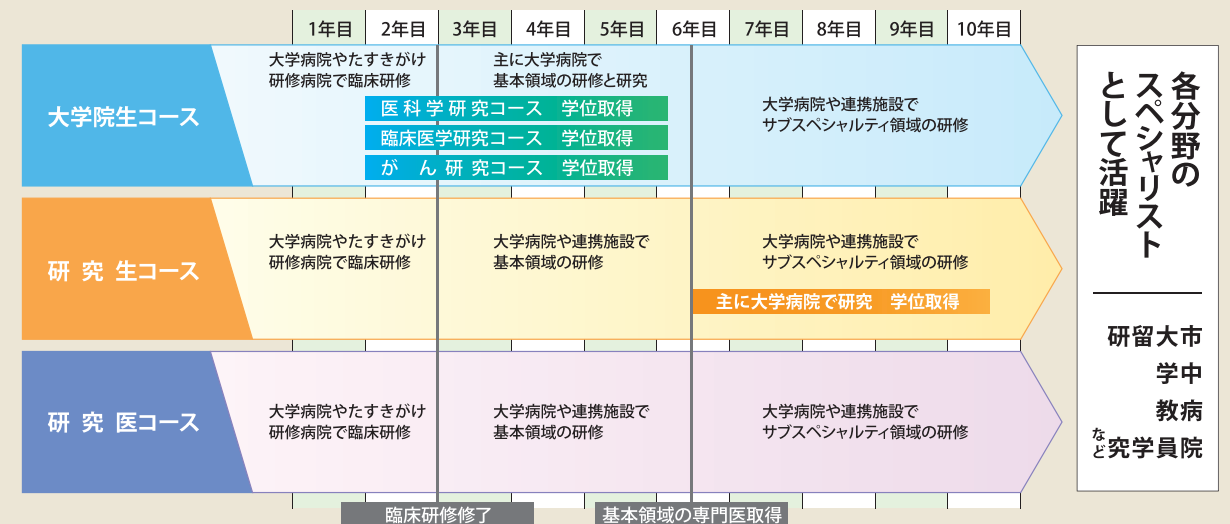 1年目 2年目 3年目 4年目 5年目 6年目 7年目 8年目 9年目 10年目
大学院生コース
大学病院やたすきがけ
研修病院で臨床研修
主に大学病院で
基本領域の研修と研究
医科学研究コース 学位取得
臨床医学研究コース 学位取得
がん研究コース 学位取得
大学病院や連携施設で
サブスペシャルティ領域の研修
研究生コース
大学病院やたすきがけ
研修病院で臨床研修
大学病院や連携施設で
基本領域の研修
大学病院や連携施設で
サブスペシャルティ領域の研修
主に大学病院で研究 学位取得
研究医コース
大学病院やたすきがけ
研修病院で臨床研修
大学病院や連携施設で
基本領域の研修
大学病院や連携施設で
サブスペシャルティ領域の研修
臨床研修修了
基本領域の専門医取得
各分野の
スペシャリスト
として活躍
市中病院
大学教員
留学
研究など